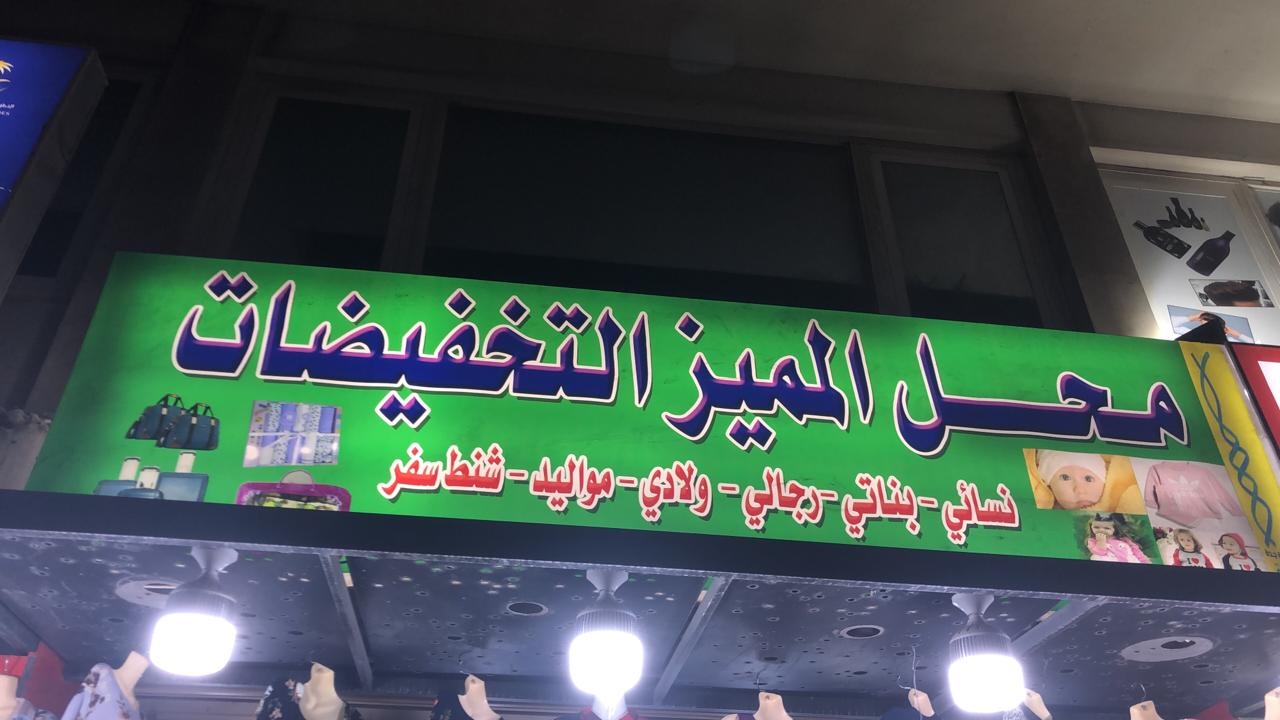 محل المميز التخفيضات
نسائي - بناتي - رجالي - ولادي - مواليد - شنط سفر